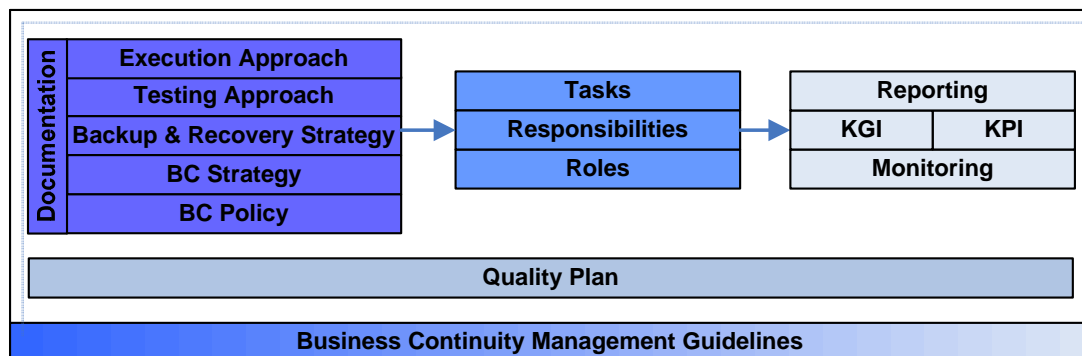 Documentation
Execution Approach
Testing Approach
Backup & Recovery Strategy
BC Strategy
BC Policy
Tasks
Responsibilities
Roles
Reporting
KGI
KPI
Monitoring
Quality Plan
Business Continuity Management Guidelines